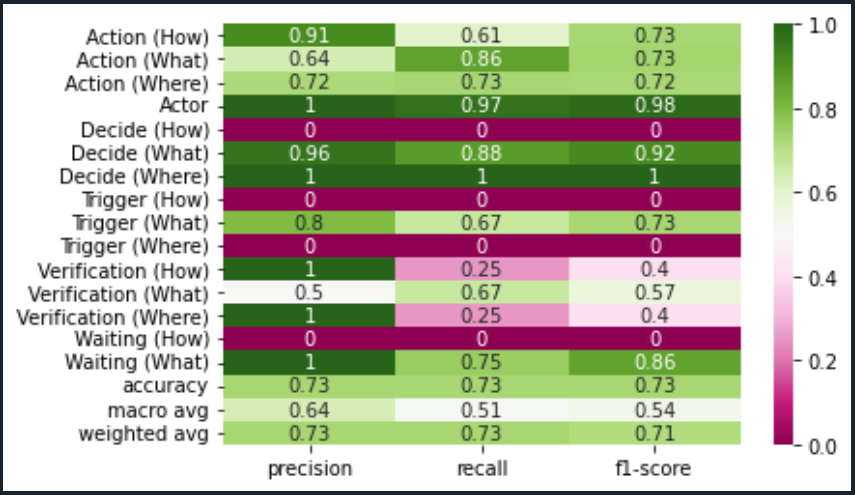 Action (How) 0.91 0.61 0.73
Action (What) 0.64 0.86 0.73
Action (Where) 0.72 0.73 0.72
Actor 1 0.97 0.98
Decide (How) 0 0 0
Decide (What) 0.96 0.88 0.92
Decide (Where) 1 1 1
Trigger (How) 0 0 0
Trigger (What) 0.8 0.67 0.73
Trigger (Where) 0 0 0
Verification (How) 1 0.25 0.4
Verification (What) 0.5 0.67 0.57
Verification (Where) 1 0.25 0.4
Waiting (How) 0 0 0
Waiting (What) 1 0.75 0.86
accuracy 0.73 0.73 0.73
macro avg 0.64 0.51 0.54
weighted avg 0.73 0.73 0.71
precision recall f1-score
1.0
0.8
0.6
0.4
0.2
0.0